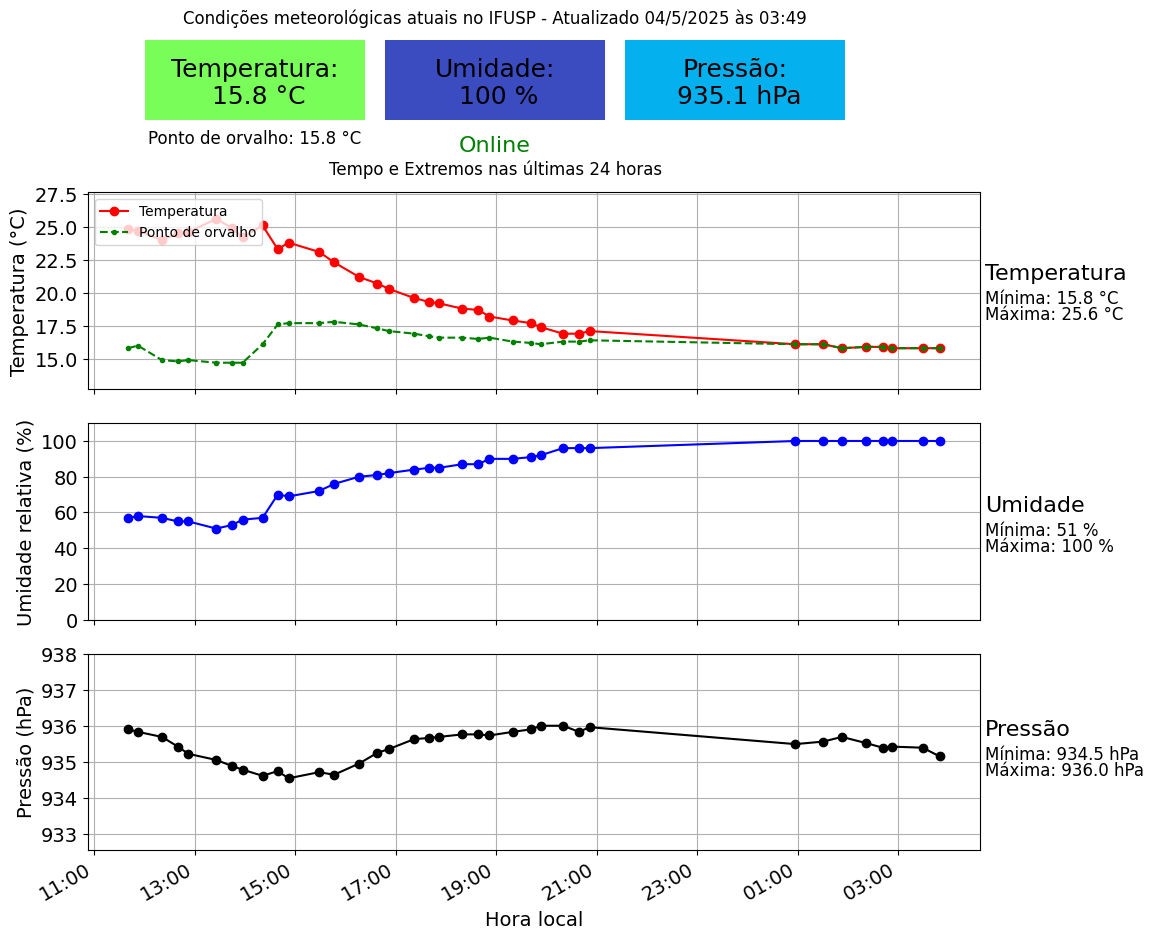 Condições meteorológicas atuais no IFUSP - Atualizado 04/5/2025 às 03:49
Temperatura:
15.8 °C
Umidade:
100 %
Pressão:
935.1 hPa
Ponto de orvalho: 15.8 °C
Online
Tempo e Extremos nas últimas 24 horas
Temperatura (°C)
27.5
25.0
22.5
20.0
17.5
15.0
Temperatura
Ponto de orvalho
Temperatura
Mínima: 15.8 °C
Máxima: 25.6 °C
Umidade relativa (%)
100
80
60
40
20
0
Umidade
Mínima: 51 %
Máxima: 100 %
Pressão (hPa)
938
937
936
935
934
933
Pressão
Mínima: 934.5 hPa
Máxima: 936.0 hPa
11:00
13:00
15:00
17:00
19:00
21:00
23:00
01:00
03:00
Hora local